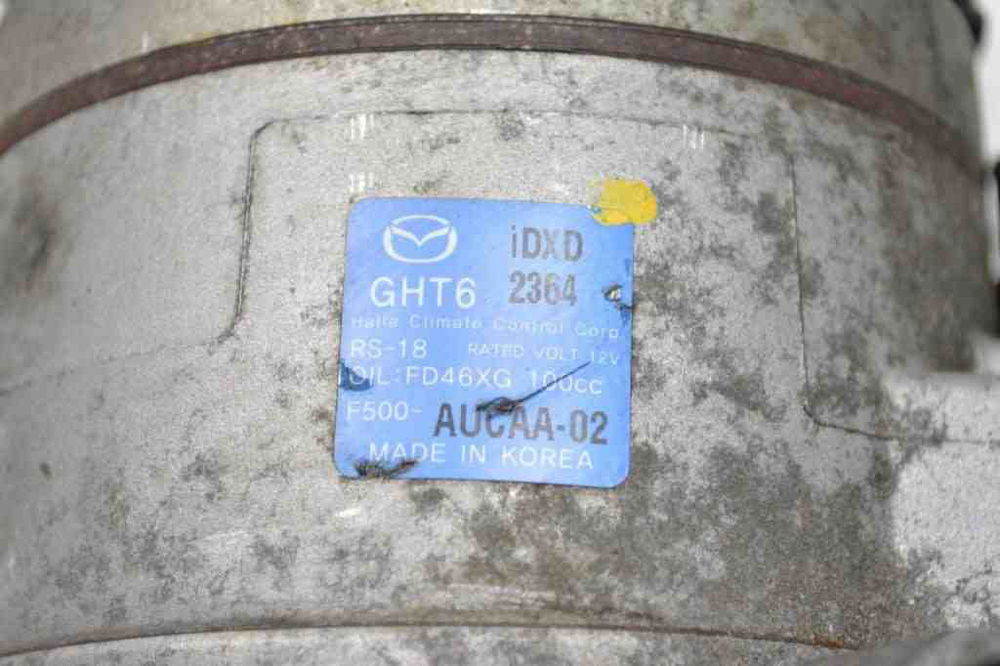 iDXD
GHT6 2364
Halla Climate Control Corp
RS-18 RATED VOLT 12V
OIL:FD46XG 100cc
F500-AUCAA-02
MADE IN KOREA